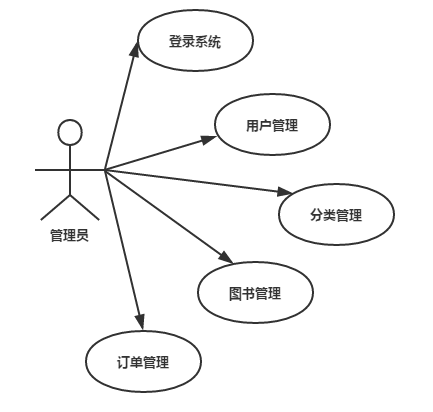 登录系统
用户管理
分类管理
管理员
图书管理
订单管理